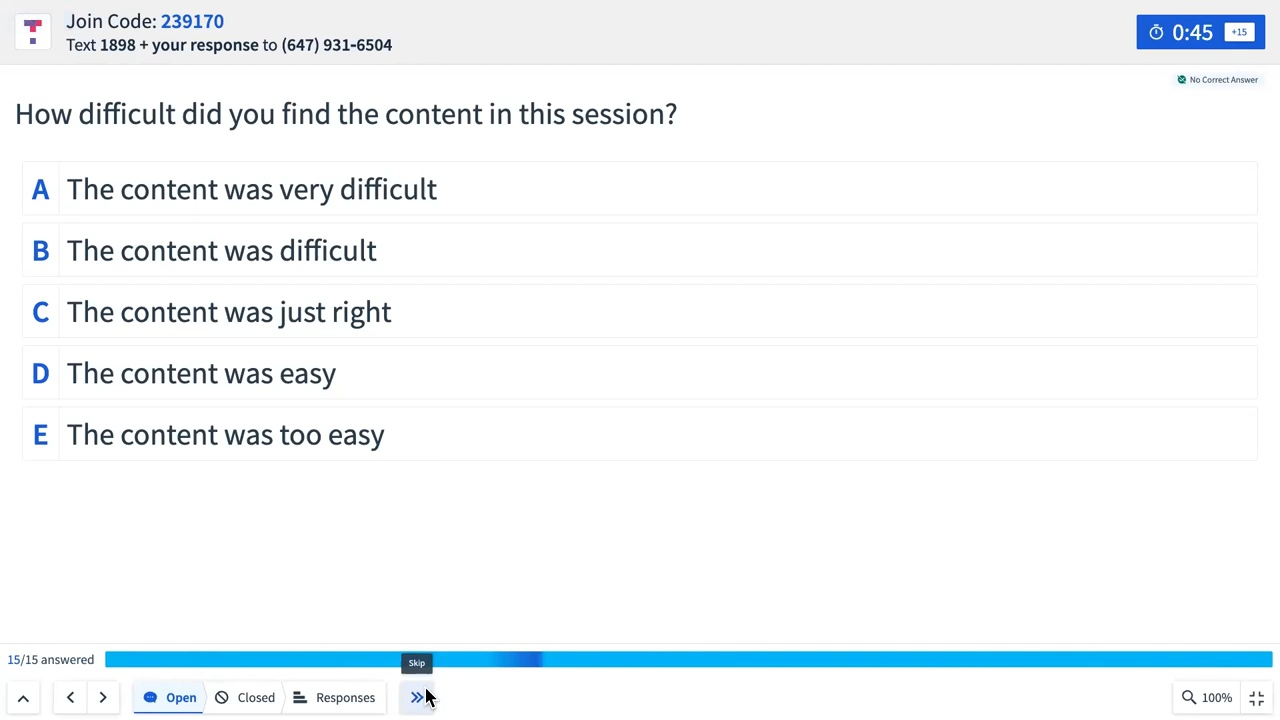 Join Code: 239170
Text 1898 + your response to (647) 931-6504
0:45 +15
No Correct Answer
How difficult did you find the content in this session?
A The content was very difficult
B The content was difficult
C The content was just right
D The content was easy
E The content was too easy
15/15 answered
Skip
Open Closed Responses
100%